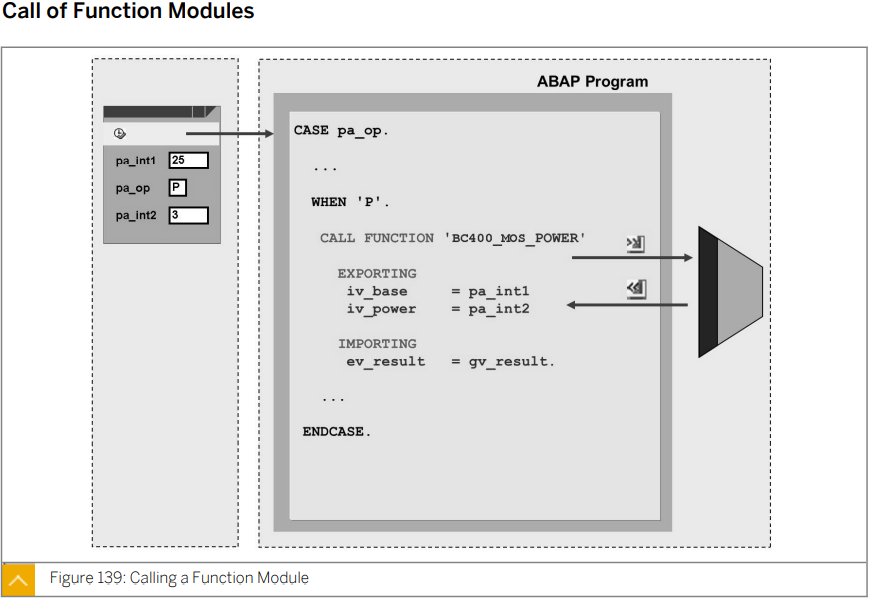 Call of Function Modules
ABAP Program
pa_int1 25
pa_op P
pa_int2 3
CASE pa_op.
...
WHEN 'P'.
CALL FUNCTION 'BC400_MOS_POWER'
EXPORTING
iv_base = pa_int1
iv_power = pa_int2
IMPORTING
ev_result = gv_result.
...
ENDCASE.
Figure 139: Calling a Function Module